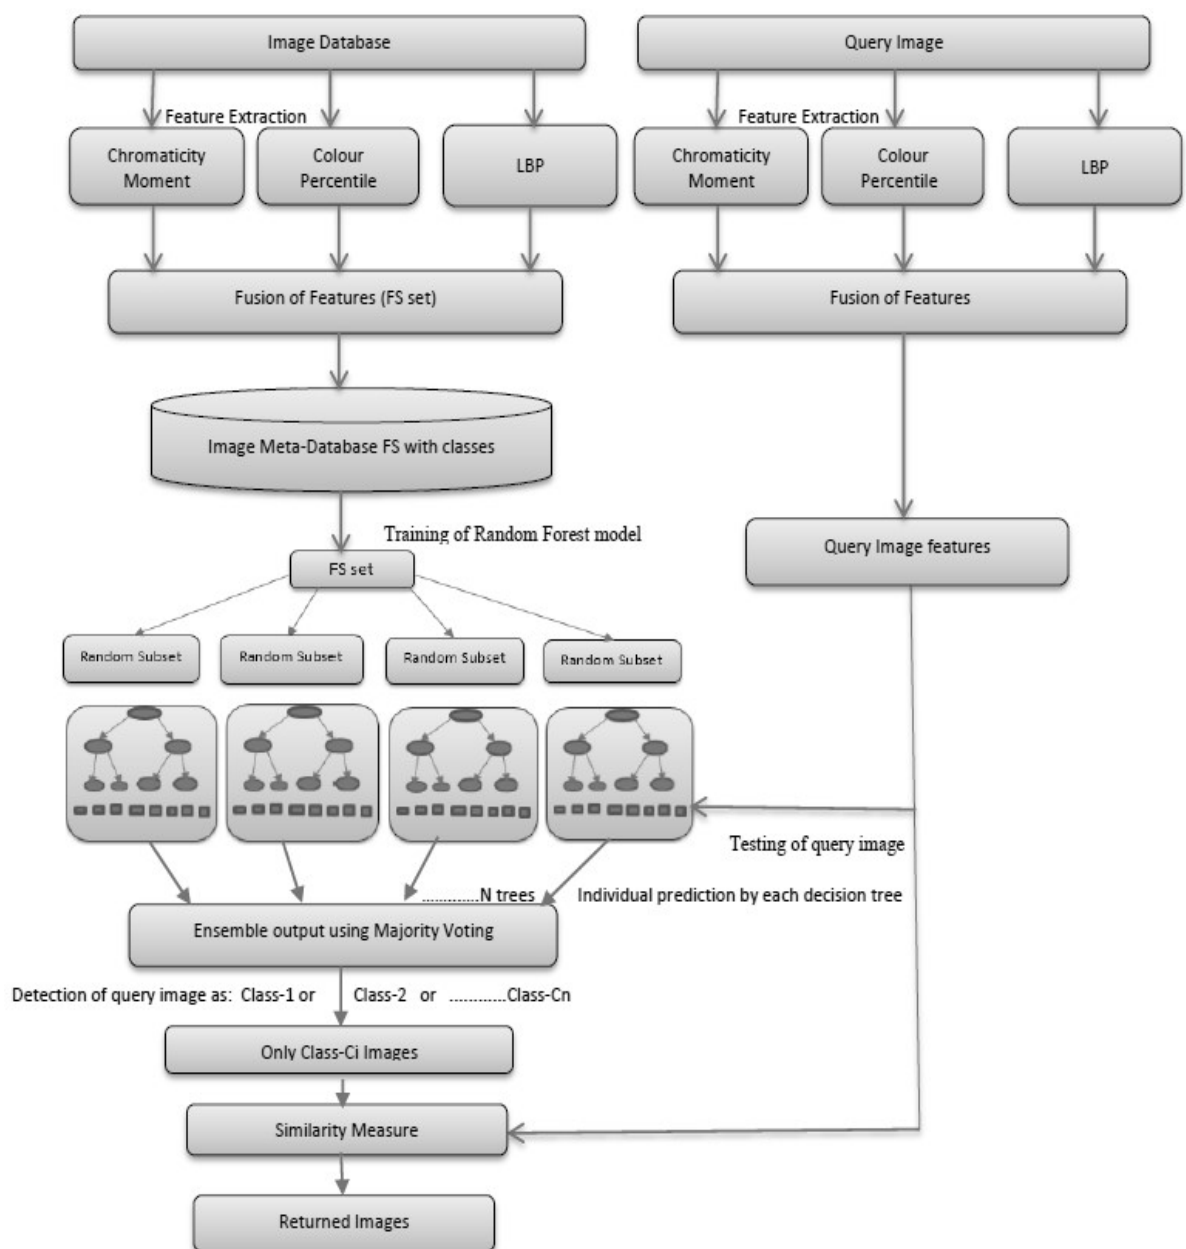 Image Database
Query Image
Feature Extraction
Feature Extraction
Chromaticity
Moment
Colour
Percentile
LBP
Chromaticity
Moment
Colour
Percentile
LBP
Fusion of Features (FS set)
Fusion of Features
Image Meta-Database FS with classes
Training of Random Forest model
Query Image features
FS set
Random Subset
Random Subset
Random Subset
Random Subset
Testing of query image
.............N trees
Individual prediction by each decision tree
Ensemble output using Majority Voting
Detection of query image as: Class-1 or Class-2 or ............Class-Cn
Only Class-Ci Images
Similarity Measure
Returned Images